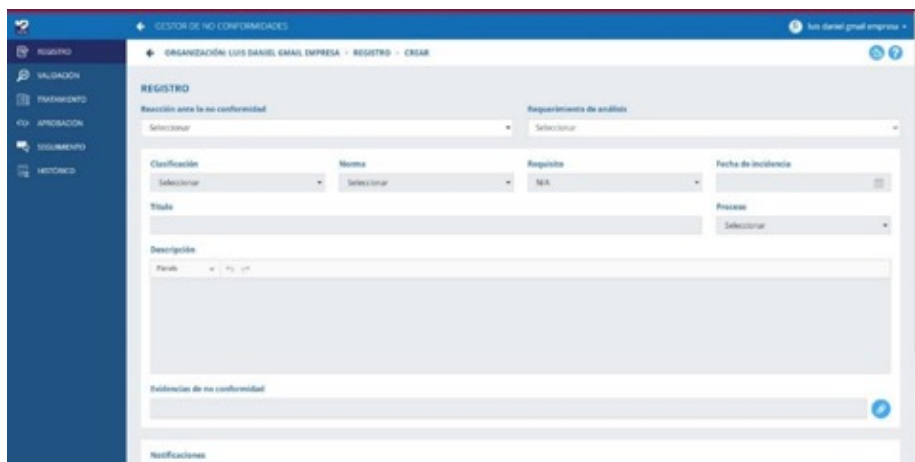 GESTOR DE NO CONFORMIDADES
luis daniel gmail empresa
REGISTRO
VALIDACIÓN
TRATAMIENTO
APROBACIÓN
SEGUIMIENTO
HISTÓRICO
ORGANIZACIÓN: LUIS DANIEL GMAIL EMPRESA > REGISTRO > CREAR
REGISTRO
Reacción ante la no conformidad
Requerimiento de análisis
Seleccionar
Seleccionar
Clasificación
Norma
Requisito
Fecha de incidencia
Seleccionar
Seleccionar
N/A
Título
Proceso
Seleccionar
Descripción
Párrafo
Evidencias de no conformidad
Notificaciones